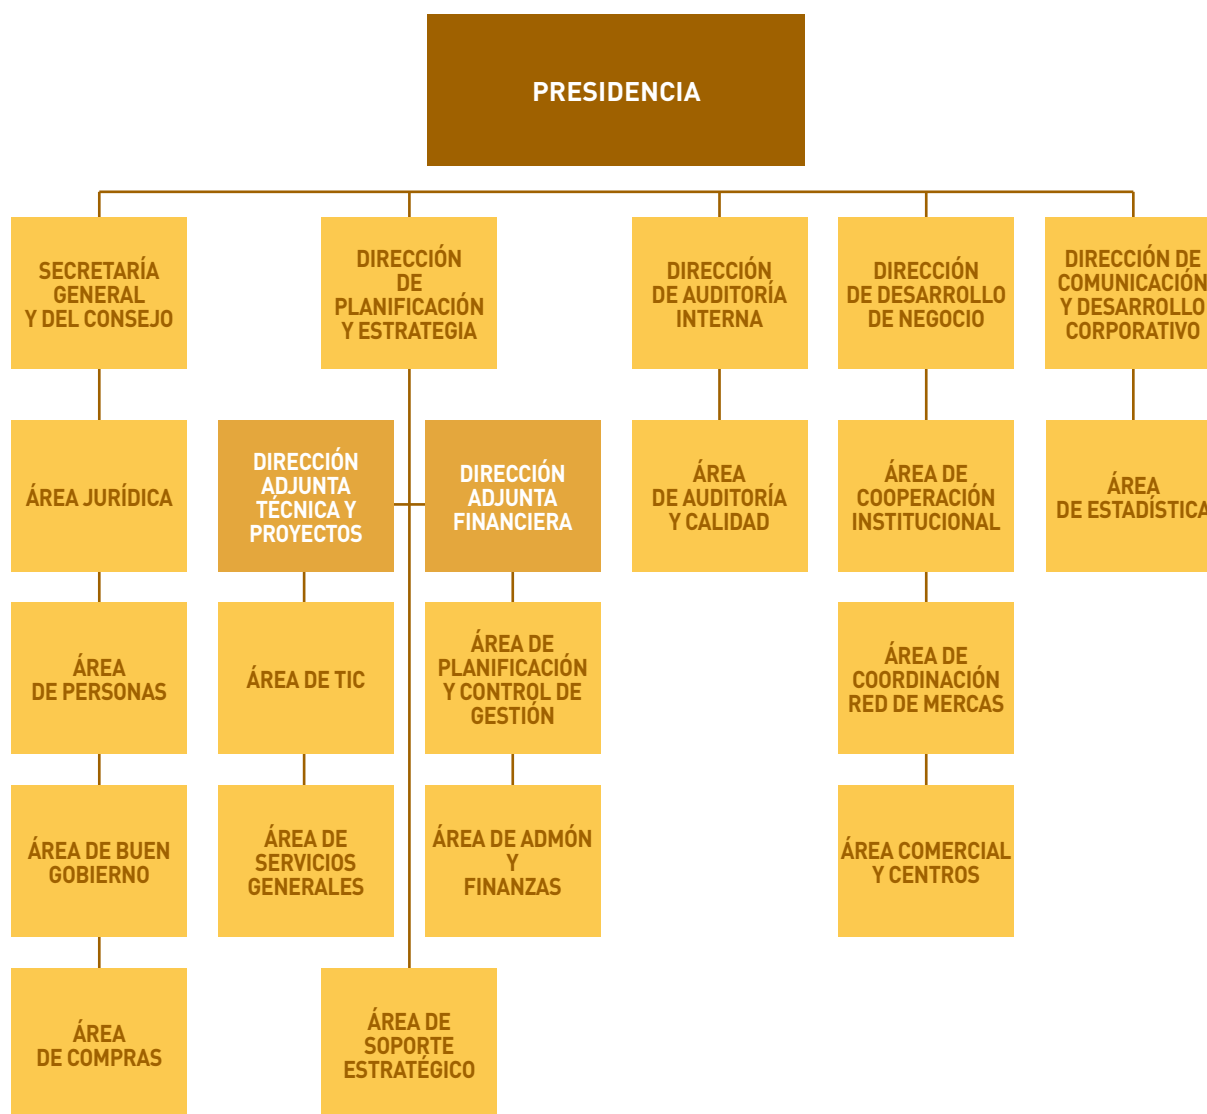 PRESIDENCIA
SECRETARÍA
GENERAL
Y DEL CONSEJO
DIRECCIÓN
DE
PLANIFICACIÓN
Y ESTRATEGIA
DIRECCIÓN
DE AUDITORÍA
INTERNA
DIRECCIÓN
DE DESARROLLO
DE NEGOCIO
DIRECCIÓN DE
COMUNICACIÓN
Y DESARROLLO
CORPORATIVO
ÁREA JURÍDICA
DIRECCIÓN
ADJUNTA
TÉCNICA Y
PROYECTOS
DIRECCIÓN
ADJUNTA
FINANCIERA
ÁREA
DE AUDITORÍA
Y CALIDAD
ÁREA DE
COOPERACIÓN
INSTITUCIONAL
ÁREA
DE ESTADÍSTICA
ÁREA
DE PERSONAS
ÁREA DE TIC
ÁREA DE
PLANIFICACIÓN
Y CONTROL DE
GESTIÓN
ÁREA DE
COORDINACIÓN
RED DE MERCAS
ÁREA DE BUEN
GOBIERNO
ÁREA DE
SERVICIOS
GENERALES
ÁREA DE ADMÓN
Y
FINANZAS
ÁREA COMERCIAL
Y CENTROS
ÁREA
DE COMPRAS
ÁREA DE
SOPORTE
ESTRATÉGICO